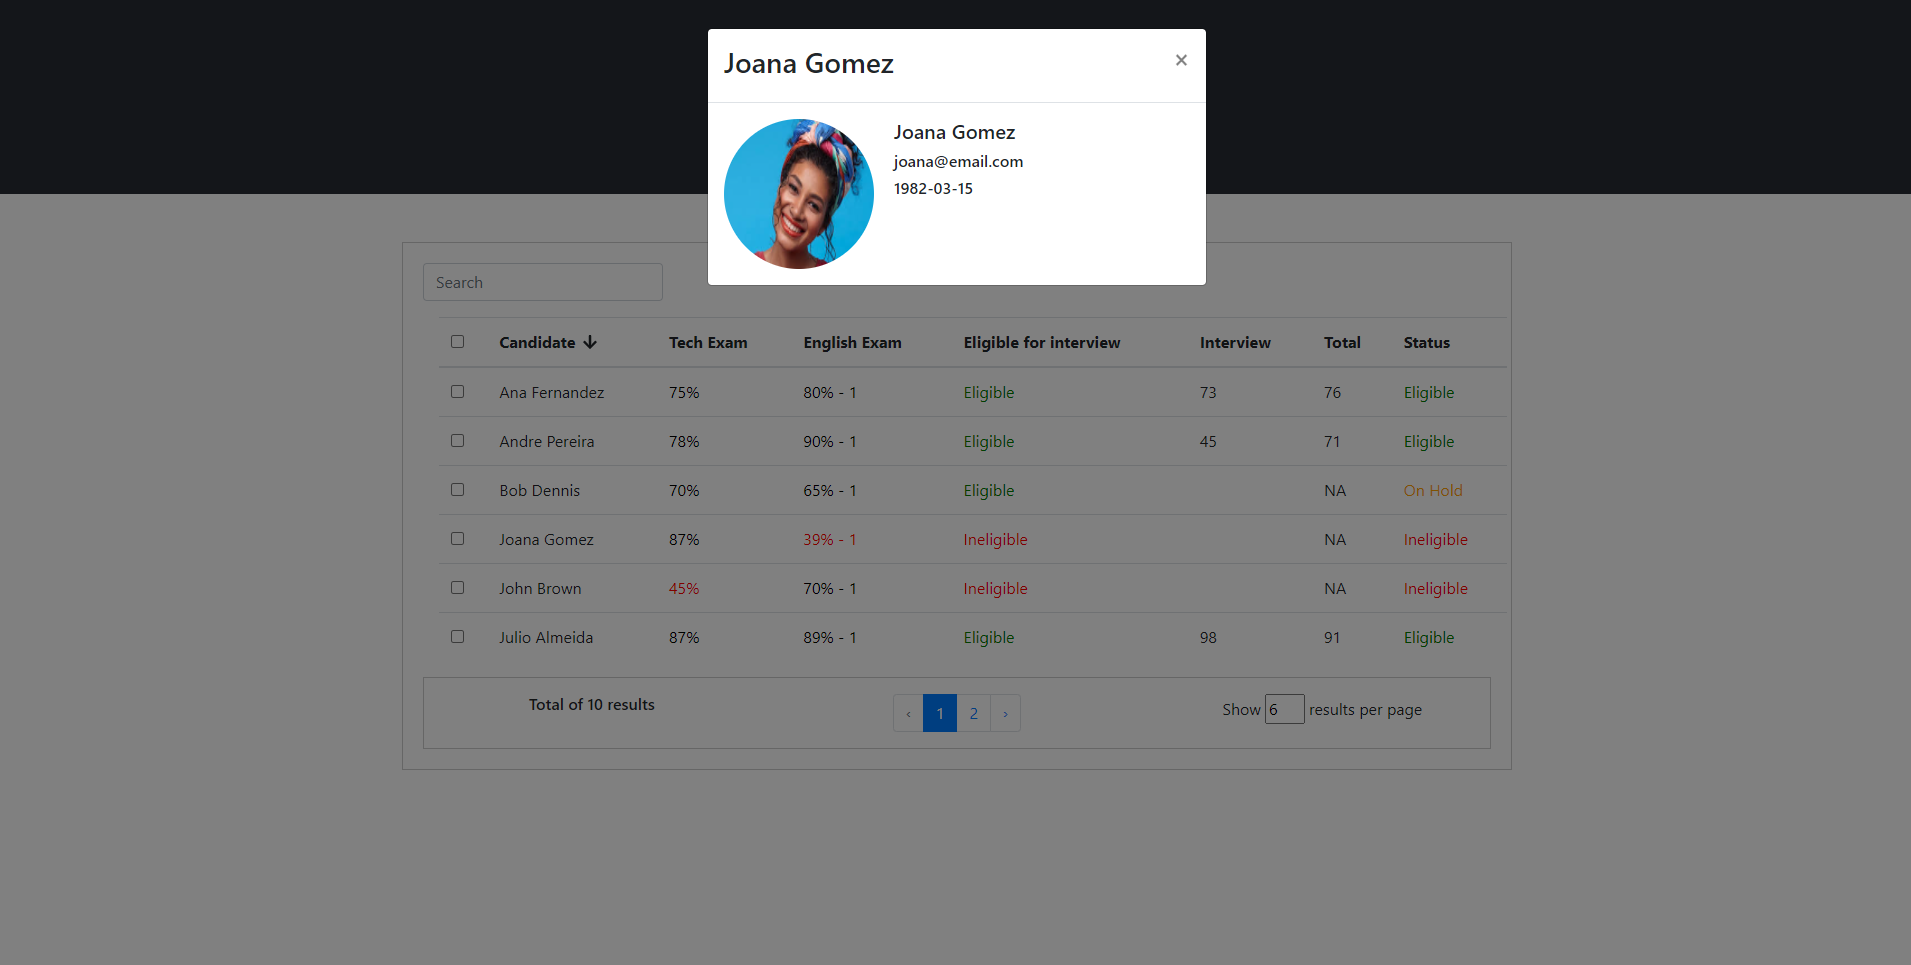 Joana Gomez ×
Joana Gomez
joana@email.com
1982-03-15
Search
Candidate Tech Exam English Exam Eligible for interview Interview Total Status
Ana Fernandez 75% 80% - 1 Eligible 73 76 Eligible
Andre Pereira 78% 90% - 1 Eligible 45 71 Eligible
Bob Dennis 70% 65% - 1 Eligible NA On Hold
Joana Gomez 87% 39% - 1 Ineligible NA Ineligible
John Brown 45% 70% - 1 Ineligible NA Ineligible
Julio Almeida 87% 89% - 1 Eligible 98 91 Eligible
Total of 10 results ‹ 1 2 › Show 6 results per page